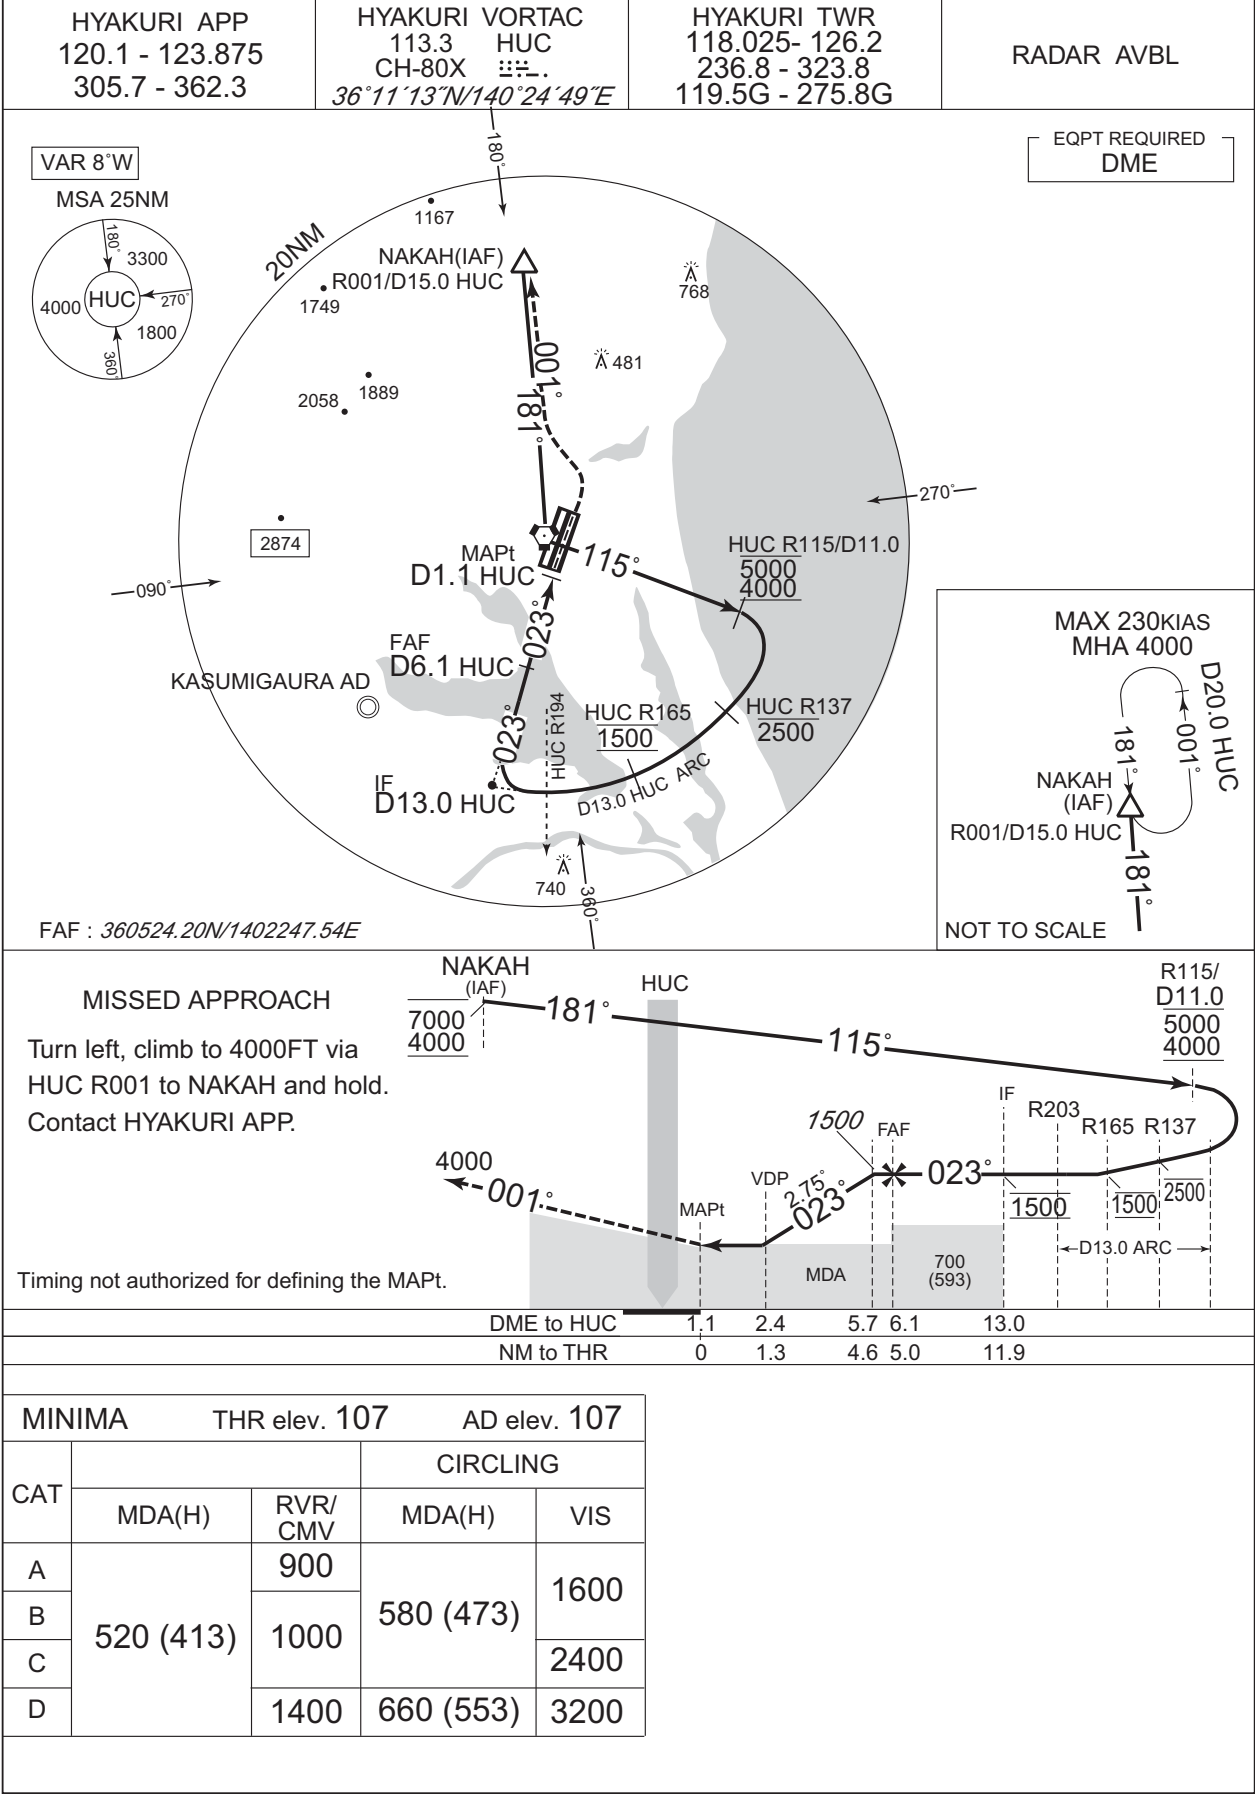 HYAKURI APP
120.1 - 123.875
305.7 - 362.3
HYAKURI VORTAC
113.3 HUC
CH-80X
36°11´13˝N/140°24´49˝E
HYAKURI TWR
118.025- 126.2
236.8 - 323.8
119.5G - 275.8G
RADAR AVBL
VAR 8°W
MSA 25NM
180°
3300
4000
HUC
270°
1800
360°
EQPT REQUIRED
DME
180°
20NM
1167
NAKAH(IAF)
R001/D15.0 HUC
768
1749
481
001°
181°
1889
2058
270°
2874
MAPt
D1.1 HUC
115°
HUC R115/D11.0
5000
4000
090°
023°
FAF
D6.1 HUC
KASUMIGAURA AD
023°
HUC R194
HUC R165
1500
HUC R137
2500
IF
D13.0 HUC
D13.0 HUC ARC
740
360°
FAF : 360524.20N/1402247.54E
MAX 230KIAS
MHA 4000
D20.0 HUC
181°
001°
NAKAH
(IAF)
R001/D15.0 HUC
181°
NOT TO SCALE
MISSED APPROACH
Turn left, climb to 4000FT via
HUC R001 to NAKAH and hold.
Contact HYAKURI APP.
Timing not authorized for defining the MAPt.
NAKAH
(IAF)
7000
4000
181°
HUC
115°
R115/
D11.0
5000
4000
IF
R203
R165 R137
1500
FAF
023°
1500
1500
2500
4000
001°
MAPt
VDP
2.75°
023°
MDA
700
(593)
D13.0 ARC
DME to HUC 1.1 2.4 5.7 6.1 13.0
NM to THR 0 1.3 4.6 5.0 11.9
MINIMA THR elev. 107 AD elev. 107
CAT
CIRCLING
MDA(H)
RVR/
CMV
MDA(H)
VIS
A
B
C
D
520 (413)
900
1000
1400
580 (473)
660 (553)
1600
2400
3200